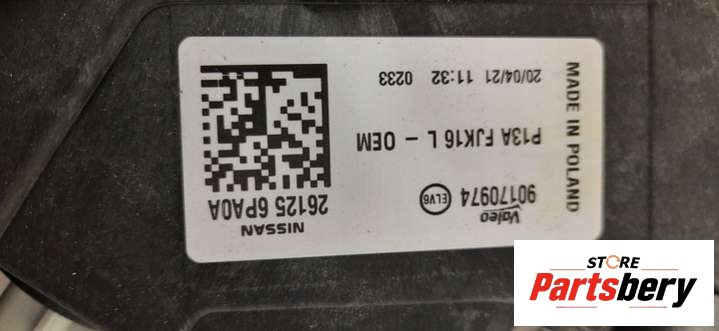 NISSAN
26125 6PA0A
Valeo
90170974 ELV6
P13A FJK16 L - OEM
20/04/21 11:32 0233
MADE IN POLAND
STORE
Partsbery